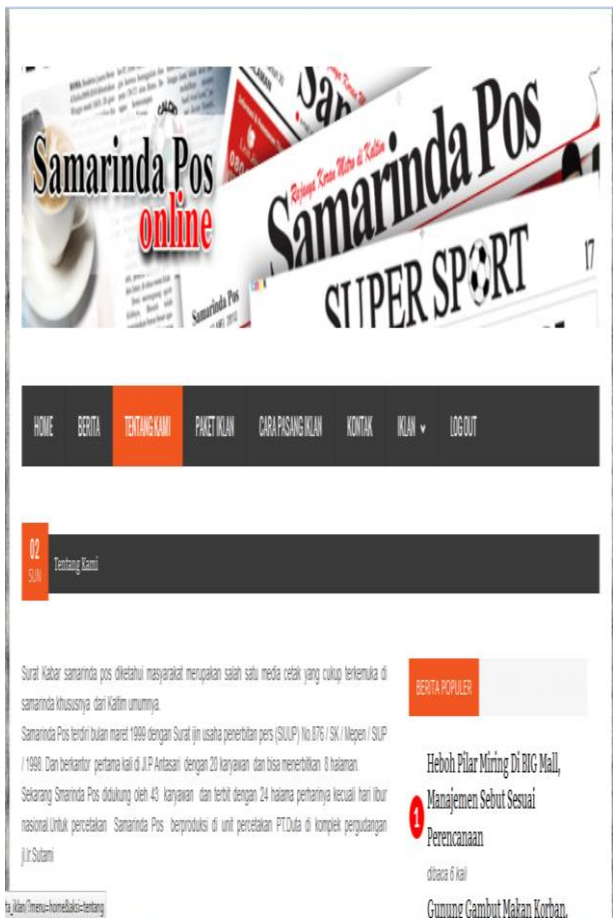 Samarinda Pos
online
Rajanya Koran Metro di Kaltim
Samarinda Pos
SUPER SPORT
17
Samarinda Pos
HOME BERITA TENTANG KAMI PAKET IKLAN CARA PASANG IKLAN KONTAK IKLAN LOG OUT
02
SUN
Tentang Kami
Surat Kabar samarinda pos diketahui masyarakat merupakan salah satu media cetak yang cukup terkemuka di
samarinda khususnya dari Kaltim umumnya.
Samarinda Pos terdiri bulan maret 1999 dengan Surat ijin usaha penerbitan pers (SIUUP) No.876 / SK / Mepen / SUP
/ 1998. Dan berkantor pertama kali di Jl.P Antasari dengan 20 karyawan dan bisa menerbitkan 8 halaman.
Sekarang Smarinda Pos didukung oleh 43 karyawan dan terbit dengan 24 halama perharinya kecuali hari libur
nasional.Untuk percetakan Samarinda Pos berproduksi di unit percetakan PT.Duta di komplek pergudangan
jl.Ir.Sutami
BERITA POPULER
1
Heboh Pilar Miring Di BIG Mall,
Manajemen Sebut Sesuai
Perencanaan
dibaca 6 kali
Gunung Gambut Makan Korban,
ta_iklan/?menu=home&aksi=tentang